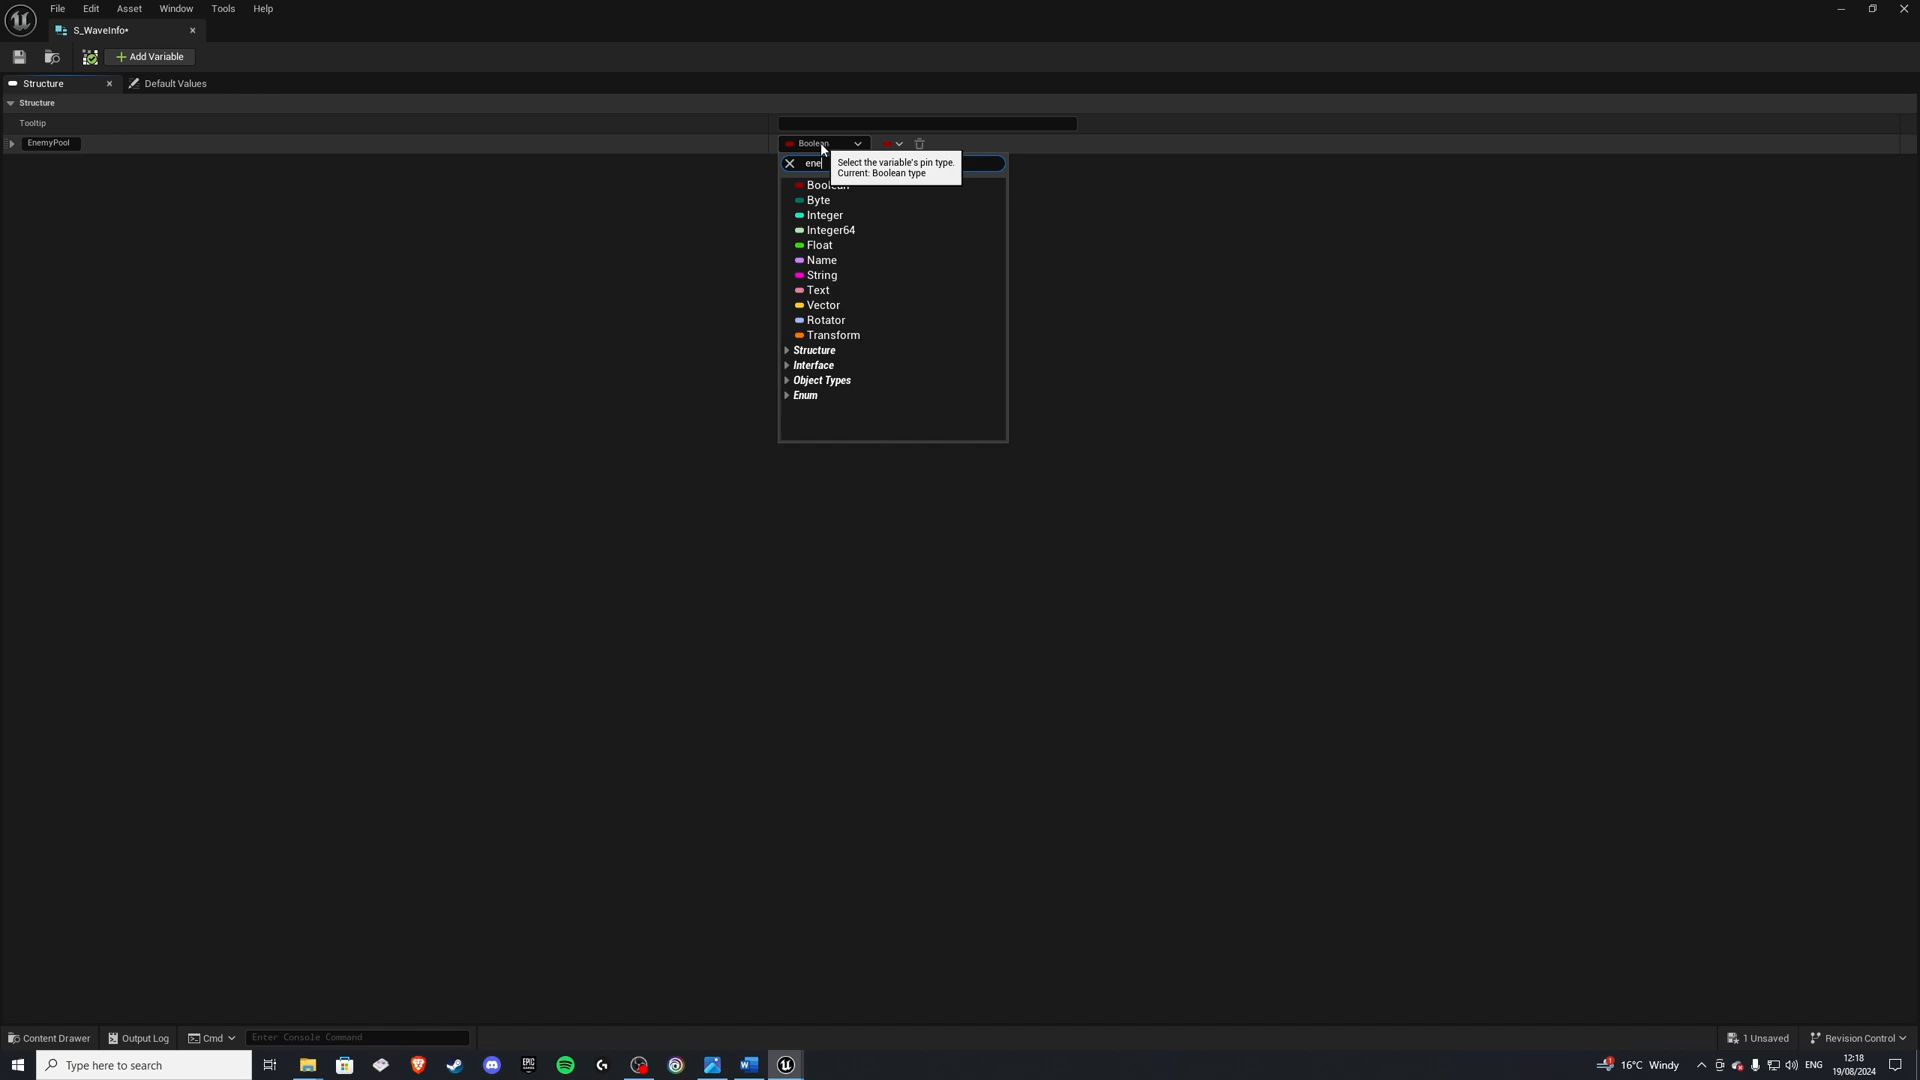 File Edit Asset Window Tools Help
S_WaveInfo*
Add Variable
Structure Default Values
Structure
Tooltip
EnemyPool Boolean
ene
Select the variable's pin type.
Current: Boolean type
Boolean
Byte
Integer
Integer64
Float
Name
String
Text
Vector
Rotator
Transform
Structure
Interface
Object Types
Enum
Content Drawer Output Log Cmd Enter Console Command 1 Unsaved Revision Control
Type here to search 16°C Windy ENG 12:18
19/08/2024